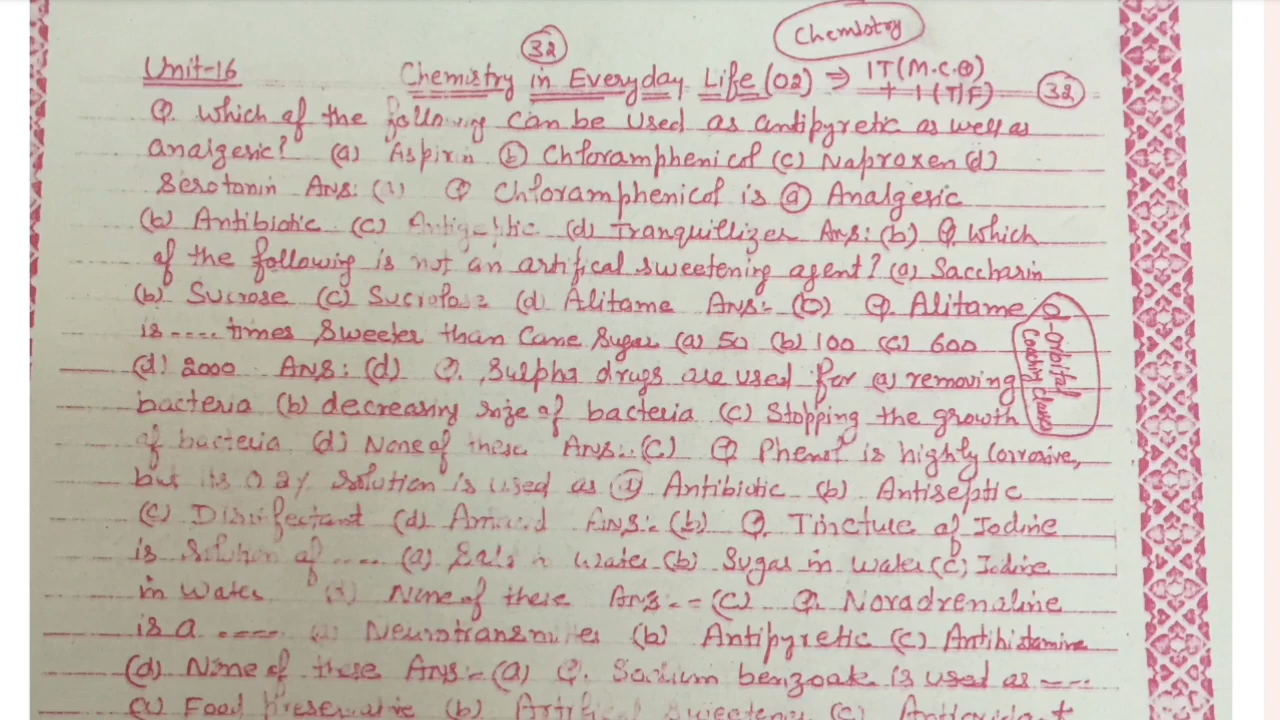 Chemistry
32
Unit-16 Chemistry in Everyday Life (02) ⇒ 1T(M.C.Q) + 1(T/F) 32
Q. Which of the following can be used as antipyretic as well as
analgesic? (a) Aspirin (b) Chloramphenicol (c) Naproxen (d)
Serotonin Ans: (a) Q Chloramphenicol is (a) Analgesic
(b) Antibiotic (c) Antiseptic (d) Tranquillizer Ans: (b) Q. Which
of the following is not an artifical sweetening agent? (a) Saccharin
(b) Sucrose (c) Sucrolose (d) Alitame Ans:- (b) Q. Alitame
is ---- times sweeter than Cane Sugar (a) 50 (b) 100 (c) 600
(d) 2000 Ans: (d) Q. Sulpha drugs are used for (a) removing
bacteria (b) decreasing size of bacteria (c) Stopping the growth
of bacteria (d) None of these Ans:- (c) Q Phenol is highly corrosive,
but its 0.2% solution is used as (a) Antibiotic (b) Antiseptic
(c) Disinfectant (d) Ans:- (b) Q. Tincture of Iodine
is solution of ---- (a) Salt in water (b) Sugar in water (c) Iodine
in water (d) None of these Ans:- (c) Q. Noradrenaline
is a ---- (a) Neurotransmitter (b) Antipyretic (c) Antihistamine
(d) None of these Ans:- (a) Q. Sodium benzoate is used as ----
(a) Food Preservative (b) Artificial Sweetening (c) Antioxidant
Orbital
Coaching Classes